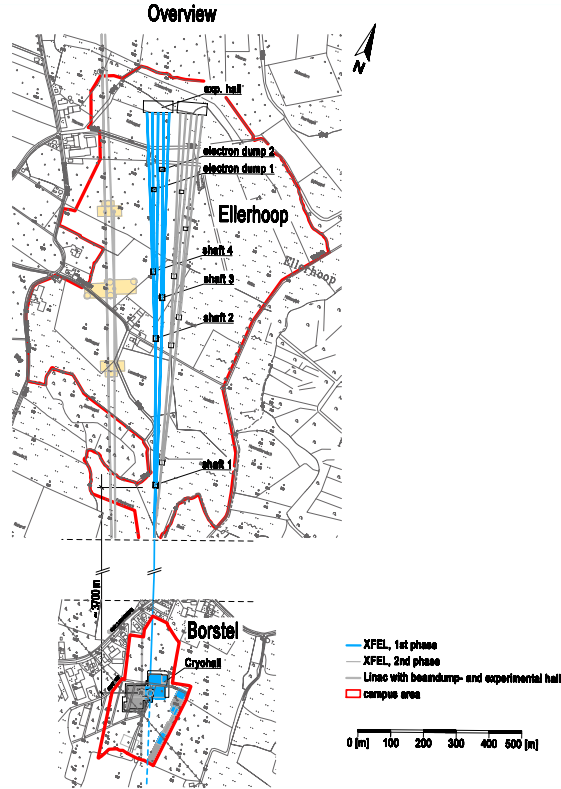 Overview
N
exp. hall
electron dump 2
electron dump 1
Ellerhoop
Ellerhoop
shaft 4
shaft 3
shaft 2
shaft 1
~ 3700 m
Borstel
Cryohall
XFEL, 1st phase
XFEL, 2nd phase
Linac with beamdump- and experimental hall
campus area
0 [m] 100 200 300 400 500 [m]